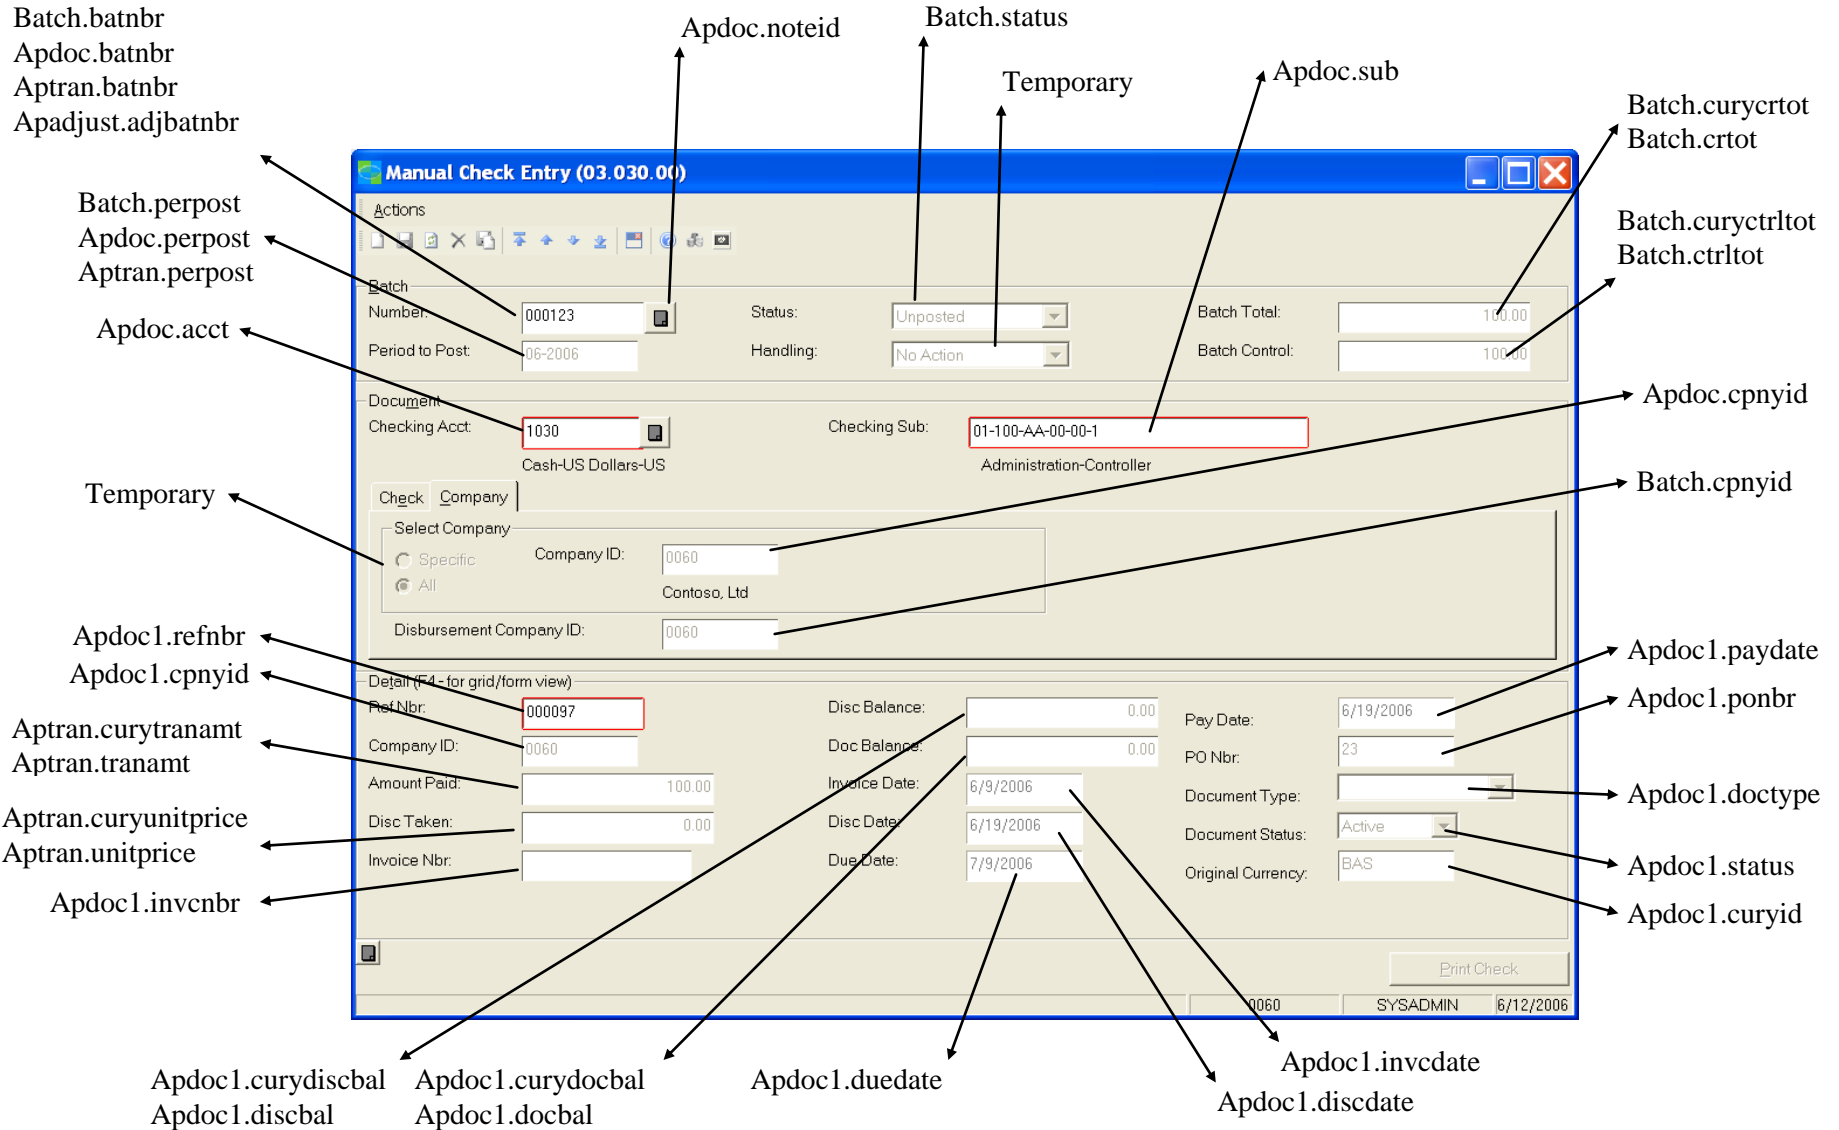 Batch.batnbr
Apdoc.batnbr
Aptran.batnbr
Apadjust.adjbatnbr
Apdoc.noteid
Batch.status
Temporary
Apdoc.sub
Batch.curycrtot
Batch.crtot
Batch.perpost
Apdoc.perpost
Aptran.perpost
Batch.curyctrltot
Batch.ctrltot
Apdoc.acct
Manual Check Entry (03.030.00)
Actions
Batch
Number: 000123 Status: Unposted Batch Total: 100.00
Period to Post: 06-2006 Handling: No Action Batch Control: 100.00
Apdoc.cpnyid
Document
Checking Acct: 1030 Checking Sub: 01-100-AA-00-00-1
Cash-US Dollars-US Administration-Controller
Temporary
Batch.cpnyid
Check Company
Select Company
Specific Company ID: 0060
All Contoso, Ltd
Disbursement Company ID: 0060
Apdoc1.refnbr
Apdoc1.cpnyid
Aptran.curytranamt
Aptran.tranamt
Aptran.curyunitprice
Aptran.unitprice
Apdoc1.invcnbr
Detail (F4 - for grid/form view)
Ref Nbr: 000097 Disc Balance: 0.00 Pay Date: 6/19/2006
Company ID: 0060 Doc Balance: 0.00 PO Nbr: 23
Amount Paid: 100.00 Invoice Date: 6/9/2006 Document Type:
Disc Taken: 0.00 Disc Date: 6/19/2006 Document Status: Active
Invoice Nbr: Due Date: 7/9/2006 Original Currency: BAS
Apdoc1.paydate
Apdoc1.ponbr
Apdoc1.doctype
Apdoc1.status
Apdoc1.curyid
Print Check
0060 SYSADMIN 6/12/2006
Apdoc1.curydiscbal
Apdoc1.discbal
Apdoc1.curydocbal
Apdoc1.docbal
Apdoc1.duedate
Apdoc1.invcdate
Apdoc1.discdate